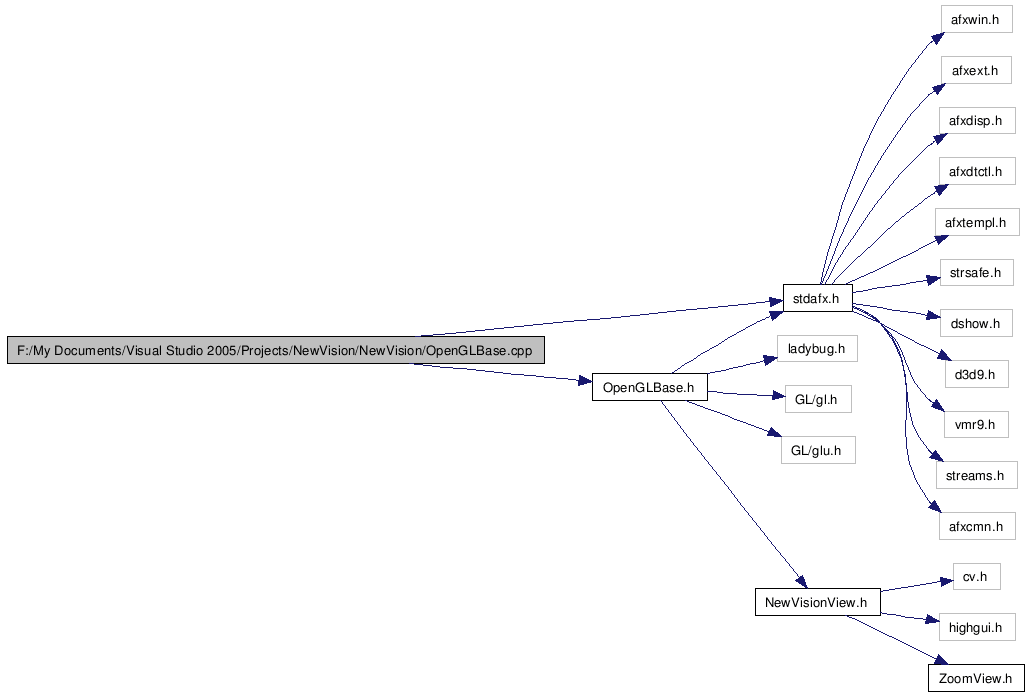 afxwin.h
afxext.h
afxdisp.h
afxdtctl.h
afxtempl.h
strsafe.h
stdafx.h
dshow.h
F:/My Documents/Visual Studio 2005/Projects/NewVision/NewVision/OpenGLBase.cpp
ladybug.h
d3d9.h
OpenGLBase.h
GL/gl.h
vmr9.h
GL/glu.h
streams.h
afxcmn.h
cv.h
NewVisionView.h
highgui.h
ZoomView.h